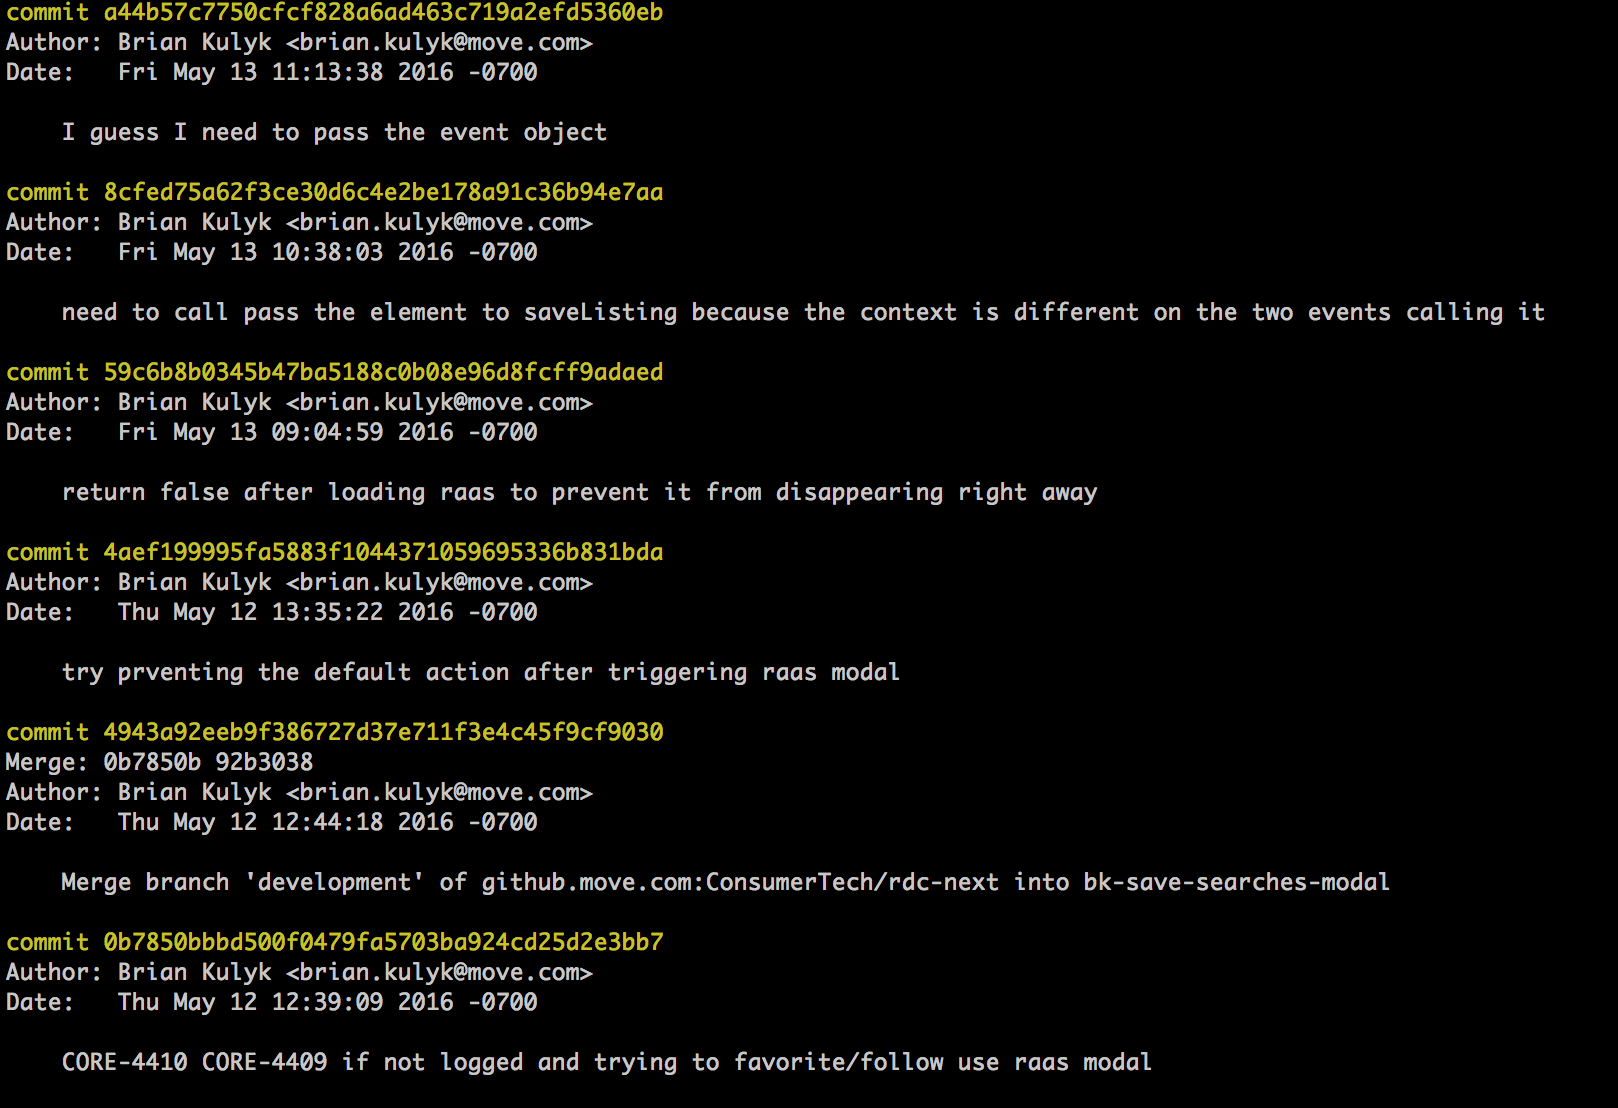 commit a44b57c7750cfcf828a6ad463c719a2efd5360eb
Author: Brian Kulyk <brian.kulyk@move.com>
Date:   Fri May 13 11:13:38 2016 -0700
I guess I need to pass the event object
commit 8cfed75a62f3ce30d6c4e2be178a91c36b94e7aa
Author: Brian Kulyk <brian.kulyk@move.com>
Date:   Fri May 13 10:38:03 2016 -0700
need to call pass the element to saveListing because the context is different on the two events calling it
commit 59c6b8b0345b47ba5188c0b08e96d8fcff9adaed
Author: Brian Kulyk <brian.kulyk@move.com>
Date:   Fri May 13 09:04:59 2016 -0700
return false after loading raas to prevent it from disappearing right away
commit 4aef199995fa5883f1044371059695336b831bda
Author: Brian Kulyk <brian.kulyk@move.com>
Date:   Thu May 12 13:35:22 2016 -0700
try prventing the default action after triggering raas modal
commit 4943a92eeb9f386727d37e711f3e4c45f9cf9030
Merge: 0b7850b 92b3038
Author: Brian Kulyk <brian.kulyk@move.com>
Date:   Thu May 12 12:44:18 2016 -0700
Merge branch 'development' of github.move.com:ConsumerTech/rdc-next into bk-save-searches-modal
commit 0b7850bbbd500f0479fa5703ba924cd25d2e3bb7
Author: Brian Kulyk <brian.kulyk@move.com>
Date:   Thu May 12 12:39:09 2016 -0700
CORE-4410 CORE-4409 if not logged and trying to favorite/follow use raas modal